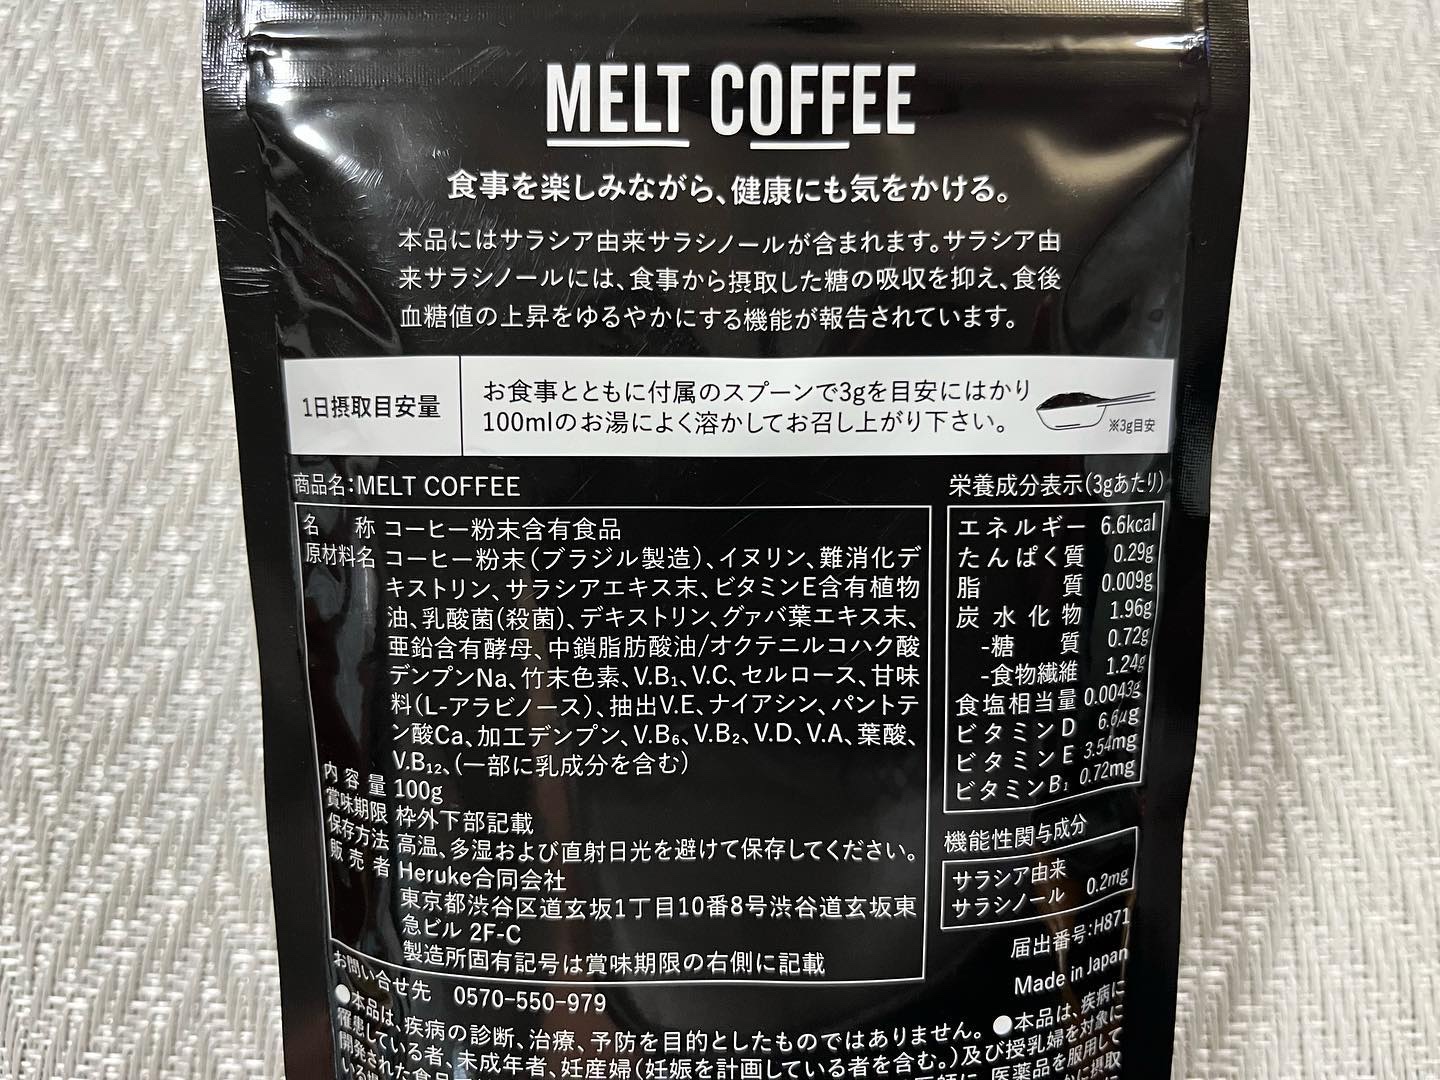 MELT COFFEE
食事を楽しみながら、健康にも気をかける。
本品にはサラシア由来サラシノールが含まれます。サラシア由
来サラシノールには、食事から摂取した糖の吸収を抑え、食後
血糖値の上昇をゆるやかにする機能が報告されています。
1日摂取目安量
お食事とともに付属のスプーンで3gを目安にはかり
100mlのお湯によく溶かしてお召し上がり下さい。
※3g目安
商品名:MELT COFFEE
名称 コーヒー粉末含有食品
原材料名 コーヒー粉末(ブラジル製造)、イヌリン、難消化デ
キストリン、サラシアエキス末、ビタミンE含有植物
油、乳酸菌(殺菌)、デキストリン、グァバ葉エキス末、
亜鉛含有酵母、中鎖脂肪酸油/オクテニルコハク酸
デンプンNa、竹末色素、V.B₁、V.C、セルロース、甘味
料(L-アラビノース)、抽出V.E、ナイアシン、パントテ
ン酸Ca、加工デンプン、V.B₆、V.B₂、V.D、V.A、葉酸、
V.B₁₂、(一部に乳成分を含む)
内容量 100g
賞味期限 枠外下部記載
保存方法 高温、多湿および直射日光を避けて保存してください。
販売者 Heruke合同会社
東京都渋谷区道玄坂1丁目10番8号渋谷道玄坂東
急ビル 2F-C
製造所固有記号は賞味期限の右側に記載
栄養成分表示(3gあたり)
エネルギー 6.6kcal
たんぱく質 0.29g
脂質 0.009g
炭水化物 1.96g
-糖質 0.72g
-食物繊維 1.24g
食塩相当量 0.0043g
ビタミンD 6.6μg
ビタミンE 3.54mg
ビタミンB₁ 0.72mg
機能性関与成分
サラシア由来
サラシノール 0.2mg
届出番号:H871
Made in Japan
お問い合せ先 0570-550-979
●本品は、疾病の診断、治療、予防を目的としたものではありません。●本品は、疾病に
罹患している者、未成年者、妊産婦(妊娠を計画している者を含む。)及び授乳婦を対象に
開発された食品 医師に、医薬品を服用して